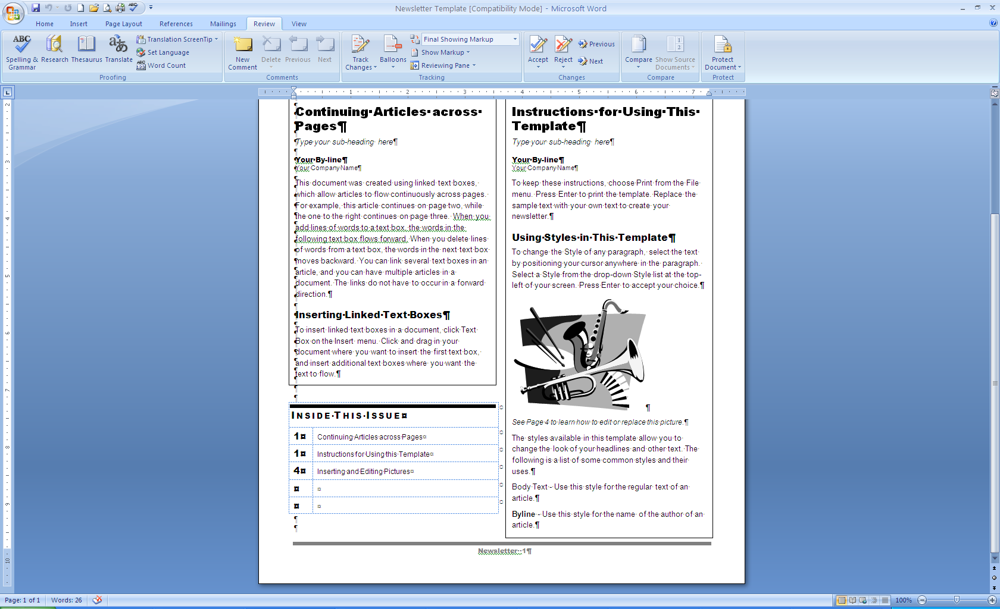 Newsletter Template [Compatibility Mode] - Microsoft Word
Home Insert Page Layout References Mailings Review View
ABC
Spelling & Grammar
Research
Thesaurus
Translate
Translation ScreenTip
Set Language
ABC 123 Word Count
Proofing
New Comment
Delete
Previous
Next
Comments
Track Changes
Balloons
Final Showing Markup
Show Markup
Reviewing Pane
Tracking
Accept
Reject
Previous
Next
Changes
Compare
Show Source Documents
Compare
Protect Document
Protect
1 2 3 4 5 6 7
2
3
4
5
6
7
8
9
10
Continuing·Articles·across·
Pages¶
Type·your·sub-heading·here¶
Your·By-line¶
Your·Company·Name¶
This·document·was·created·using·linked·text·boxes,·
which·allow·articles·to·flow·continuously·across·pages.·
For·example,·this·article·continues·on·page·two,·while·
the·one·to·the·right·continues·on·page·three.··When·you·
add·lines·of·words·to·a·text·box,·the·words·in·the·
following·text·box·flows·forward.·When·you·delete·lines·
of·words·from·a·text·box,·the·words·in·the·next·text·box·
moves·backward.··You·can·link·several·text·boxes·in·an·
article,·and·you·can·have·multiple·articles·in·a·
document.··The·links·do·not·have·to·occur·in·a·forward·
direction.¶
Inserting·Linked·Text·Boxes¶
To·insert·linked·text·boxes·in·a·document,·click·Text·
Box·on·the·Insert·menu.··Click·and·drag·in·your·
document·where·you·want·to·insert·the·first·text·box,·
and·insert·additional·text·boxes·where·you·want·the·
text·to·flow.¶
INSIDE·THIS·ISSUE¤
1¤ Continuing·Articles·across·Pages¤
1¤ Instructions·for·Using·this·Template¤
4¤ Inserting·and·Editing·Pictures¤
¤ ¤
¤ ¤
Instructions·for·Using·This·
Template¶
Type·your·sub-heading·here¶
Your·By-line¶
Your·Company·Name¶
To·keep·these·instructions,·choose·Print·from·the·File·
menu.··Press·Enter·to·print·the·template.··Replace·the·
sample·text·with·your·own·text·to·create·your·
newsletter.¶
Using·Styles·in·This·Template¶
To·change·the·Style·of·any·paragraph,·select·the·text·
by·positioning·your·cursor·anywhere·in·the·paragraph.··
Select·a·Style·from·the·drop-down·Style·list·at·the·top-
left·of·your·screen.··Press·Enter·to·accept·your·choice.¶
¶
See·Page·4·to·learn·how·to·edit·or·replace·this·picture.¶
The·styles·available·in·this·template·allow·you·to·
change·the·look·of·your·headlines·and·other·text.··The·
following·is·a·list·of·some·common·styles·and·their·
uses.¶
Body·Text·-·Use·this·style·for·the·regular·text·of·an·
article.¶
Byline·-·Use·this·style·for·the·name·of·the·author·of·an·
article.¶
Newsletter··1¶
Page: 1 of 1 Words: 26 100%